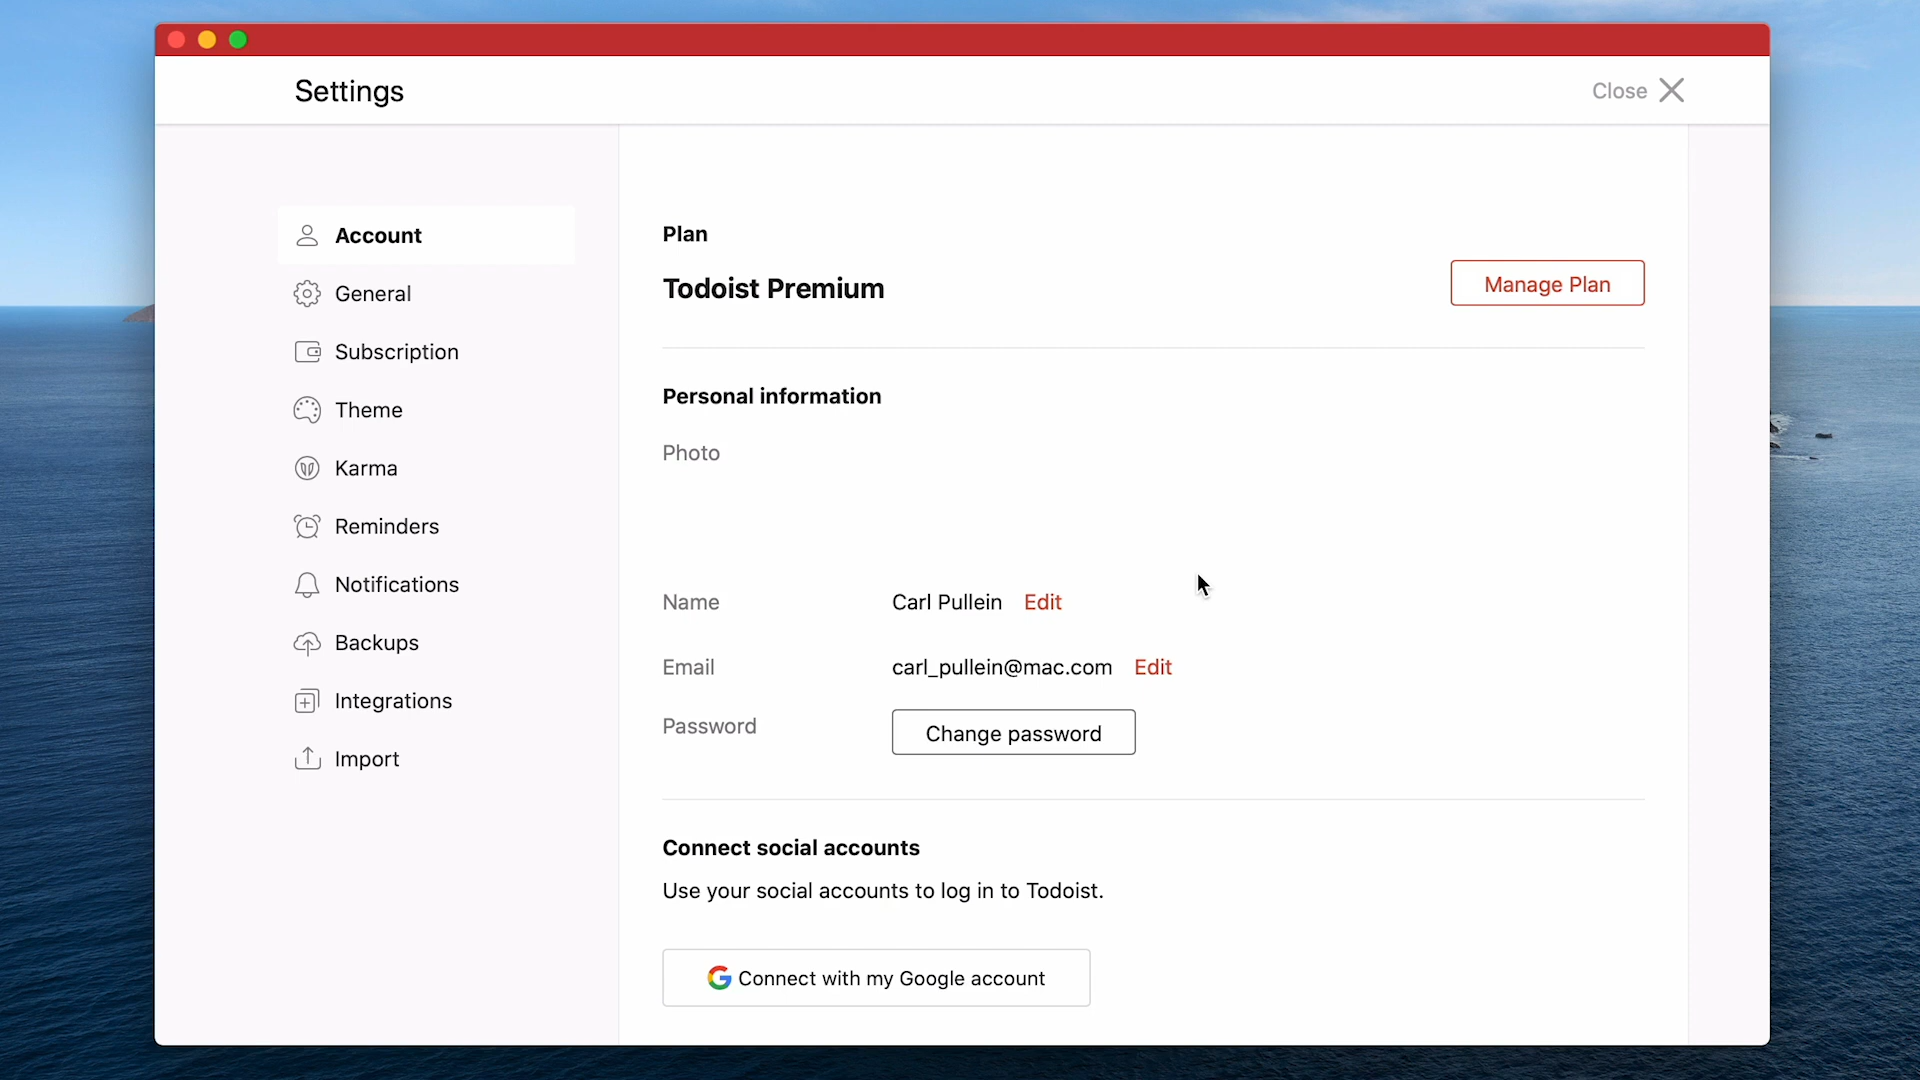 Settings
Close
Account
General
Subscription
Theme
Karma
Reminders
Notifications
Backups
Integrations
Import
Plan
Todoist Premium
Manage Plan
Personal information
Photo
Name
Carl Pullein Edit
Email
carl_pullein@mac.com Edit
Password
Change password
Connect social accounts
Use your social accounts to log in to Todoist.
Connect with my Google account